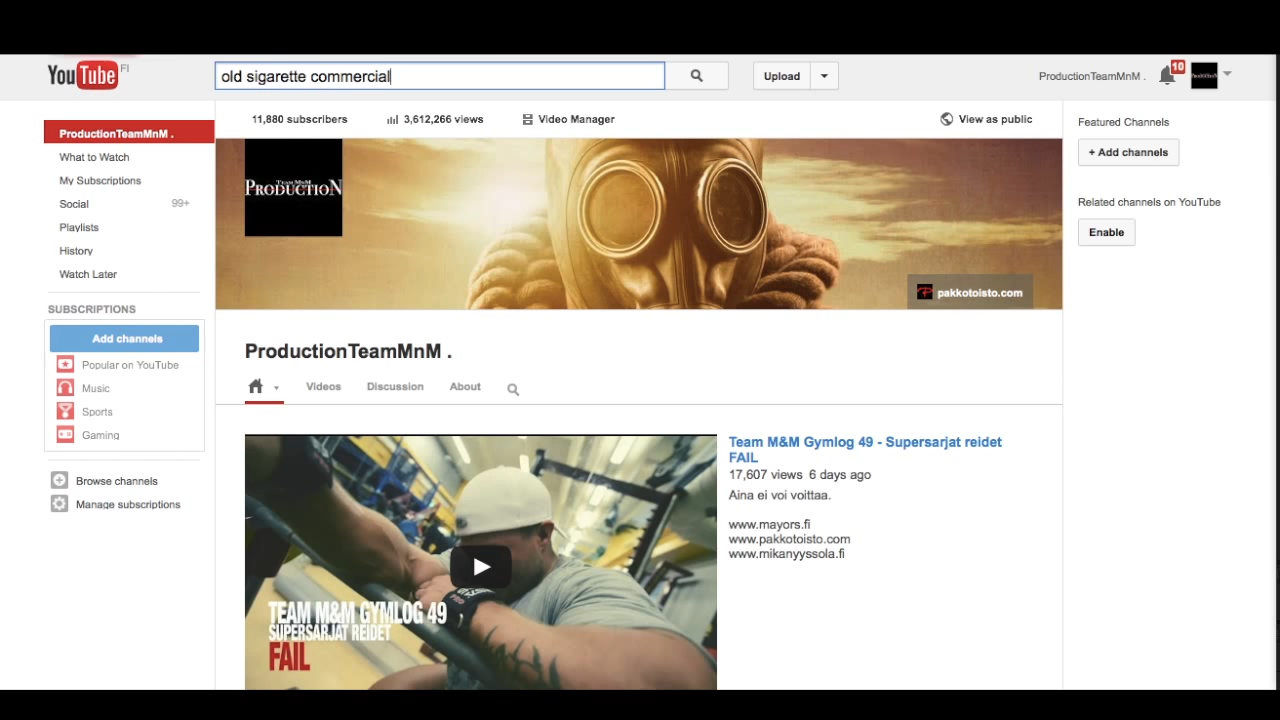 YouTube FI
old sigarette commercial
Upload
ProductionTeamMnM .
10
11,880 subscribers
3,612,266 views
Video Manager
View as public
ProductionTeamMnM .
What to Watch
My Subscriptions
Social 99+
Playlists
History
Watch Later
SUBSCRIPTIONS
Add channels
Popular on YouTube
Music
Sports
Gaming
Browse channels
Manage subscriptions
TEAM M&M
PRODUCTION
pakkotoisto.com
ProductionTeamMnM .
Videos
Discussion
About
TEAM M&M GYMLOG 49
SUPERSARJAT REIDET
FAIL
Team M&M Gymlog 49 - Supersarjat reidet
FAIL
17,607 views 6 days ago
Aina ei voi voittaa.
www.mayors.fi
www.pakkotoisto.com
www.mikanyyssola.fi
Featured Channels
+ Add channels
Related channels on YouTube
Enable